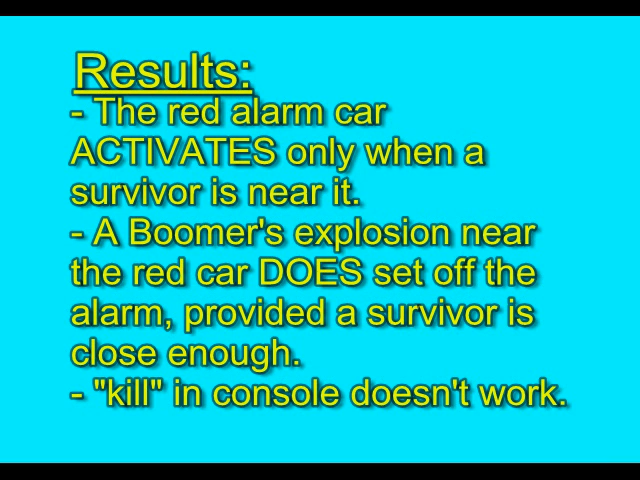 Results:
- The red alarm car
ACTIVATES only when a
survivor is near it.
- A Boomer's explosion near
the red car DOES set off the
alarm, provided a survivor is
close enough.
- "kill" in console doesn't work.